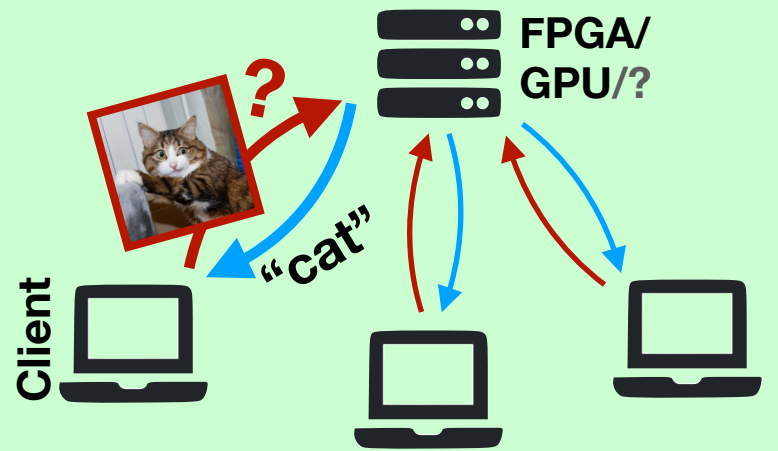 ?
FPGA/
GPU/?
“cat”
Client